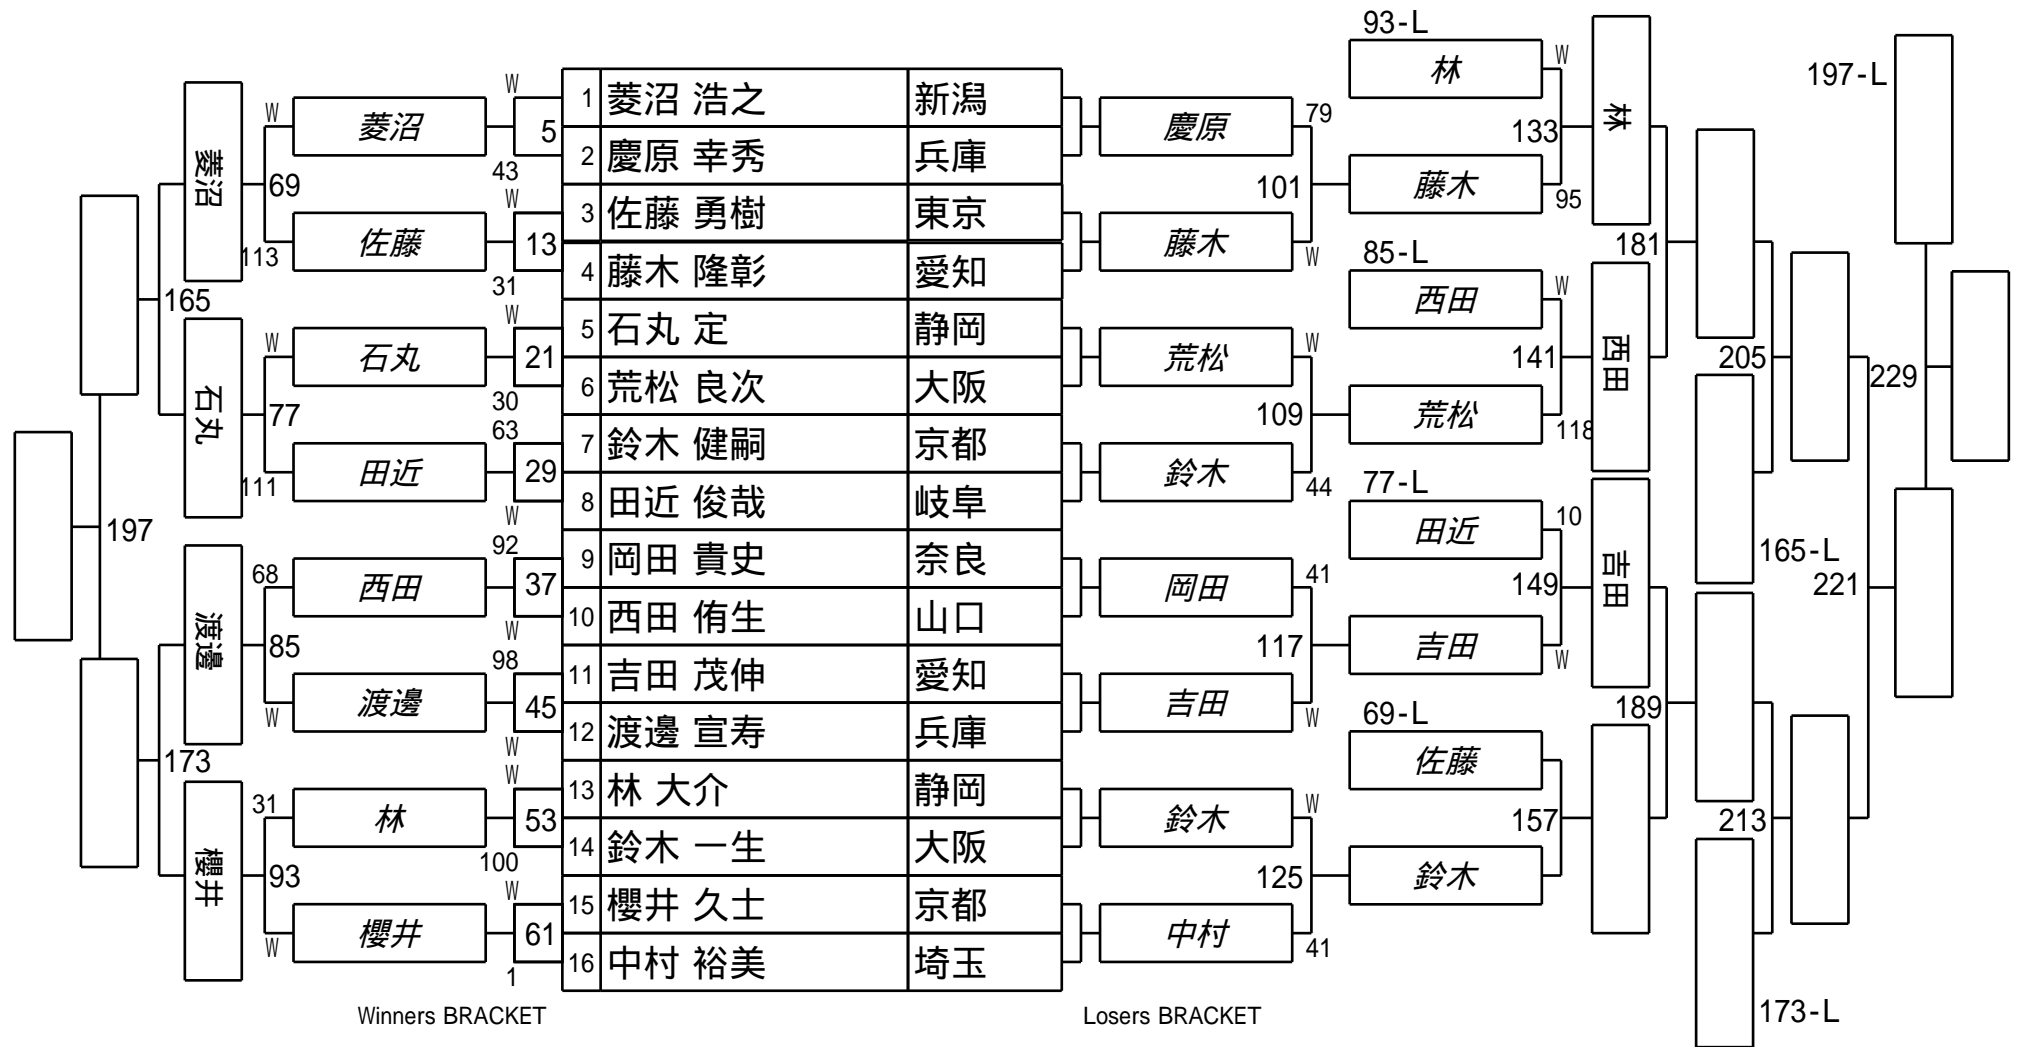 93-L
197-L
1 菱沼 浩之 新潟
2 慶原 幸秀 兵庫
3 佐藤 勇樹 東京
4 藤木 隆彰 愛知
5 石丸 定 静岡
6 荒松 良次 大阪
7 鈴木 健嗣 京都
8 田近 俊哉 岐阜
9 岡田 貴史 奈良
10 西田 侑生 山口
11 吉田 茂伸 愛知
12 渡邊 宣寿 兵庫
13 林 大介 静岡
14 鈴木 一生 大阪
15 櫻井 久士 京都
16 中村 裕美 埼玉
W
5
43
W
13
31
W
21
30
63
29
W
92
37
W
98
45
W
W
53
100
W
61
1
菱沼
佐藤
石丸
田近
西田
渡邊
林
櫻井
W
69
113
W
77
111
68
85
W
31
93
W
菱沼
石丸
渡邊
櫻井
165
173
197
慶原
藤木
荒松
鈴木
岡田
吉田
鈴木
中村
79
101
W
W
109
44
41
117
W
W
125
41
林
藤木
85-L
西田
荒松
77-L
田近
吉田
69-L
佐藤
鈴木
W
133
95
W
141
118
10
149
W
157
林
西田
吉田
181
189
205
165-L
213
173-L
221
229
Winners BRACKET
Losers BRACKET